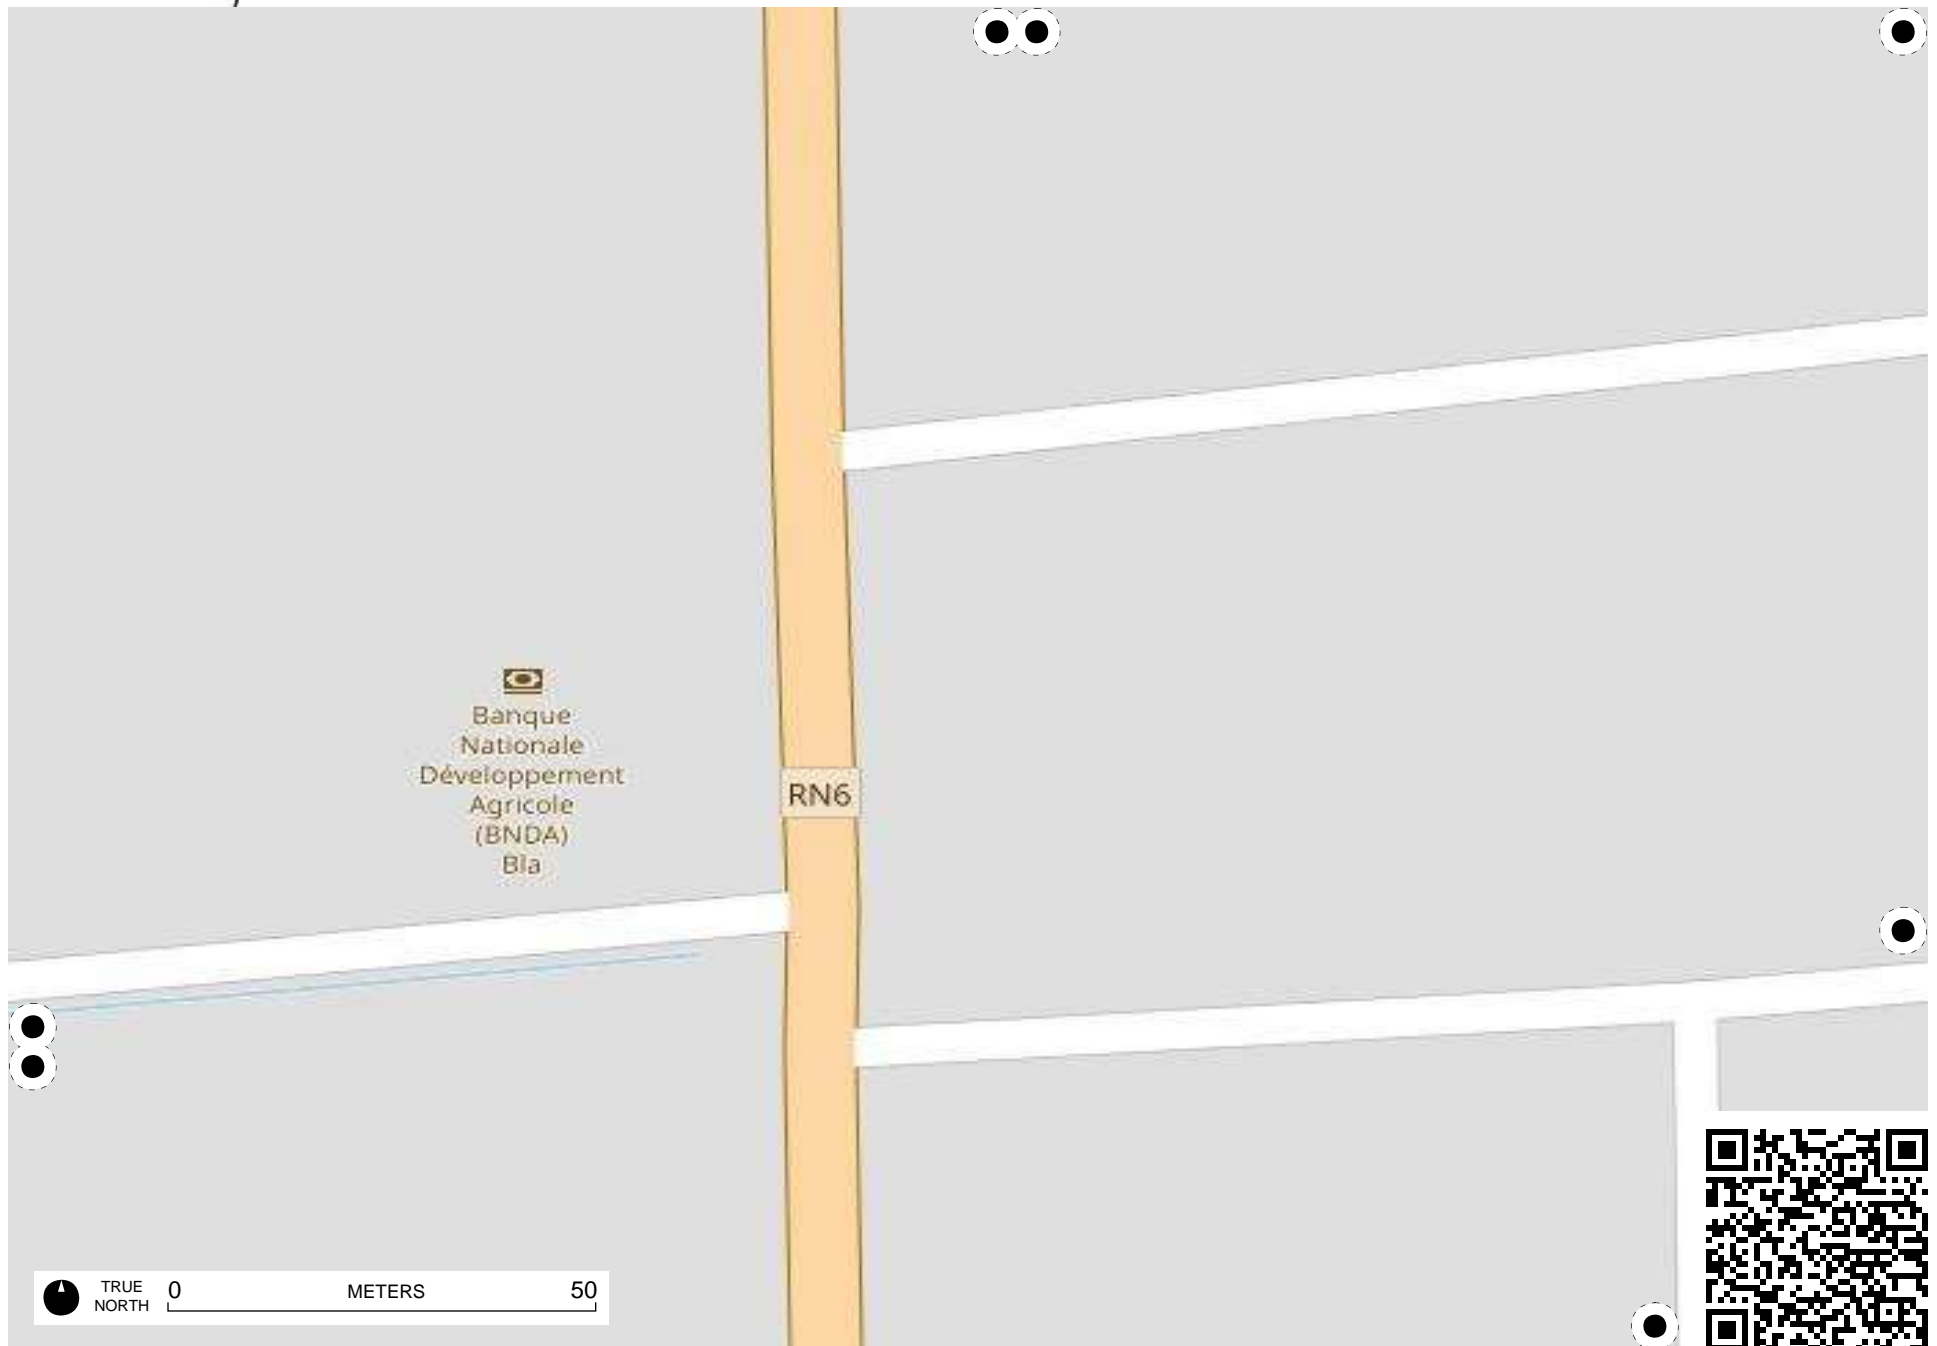 Banque
Nationale
Développement
Agricole
(BNDA)
Bla
RN6
TRUE
NORTH
0 METERS 50